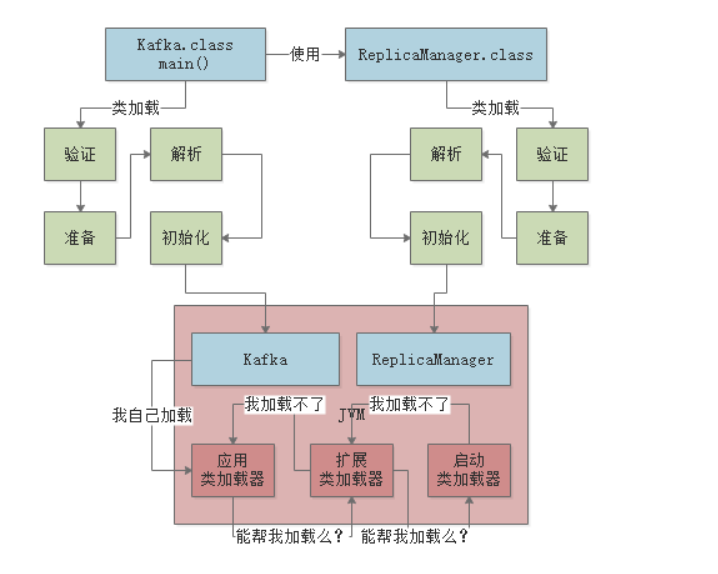 Kafka.class
main()
使用
ReplicaManager.class
类加载
类加载
验证
解析
解析
验证
准备
初始化
初始化
准备
Kafka
ReplicaManager
我自己加载
我加载不了
JVM
我加载不了
应用
类加载器
扩展
类加载器
启动
类加载器
能帮我加载么？
能帮我加载么？